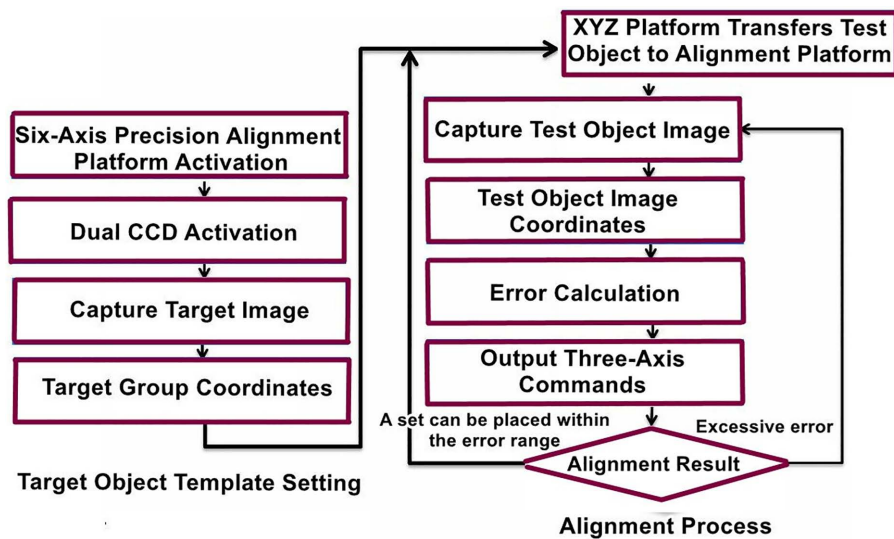 Six-Axis Precision Alignment
Platform Activation
Dual CCD Activation
Capture Target Image
Target Group Coordinates
Target Object Template Setting
XYZ Platform Transfers Test
Object to Alignment Platform
Capture Test Object Image
Test Object Image
Coordinates
Error Calculation
Output Three-Axis
Commands
A set can be placed within
the error range
Excessive error
Alignment Result
Alignment Process